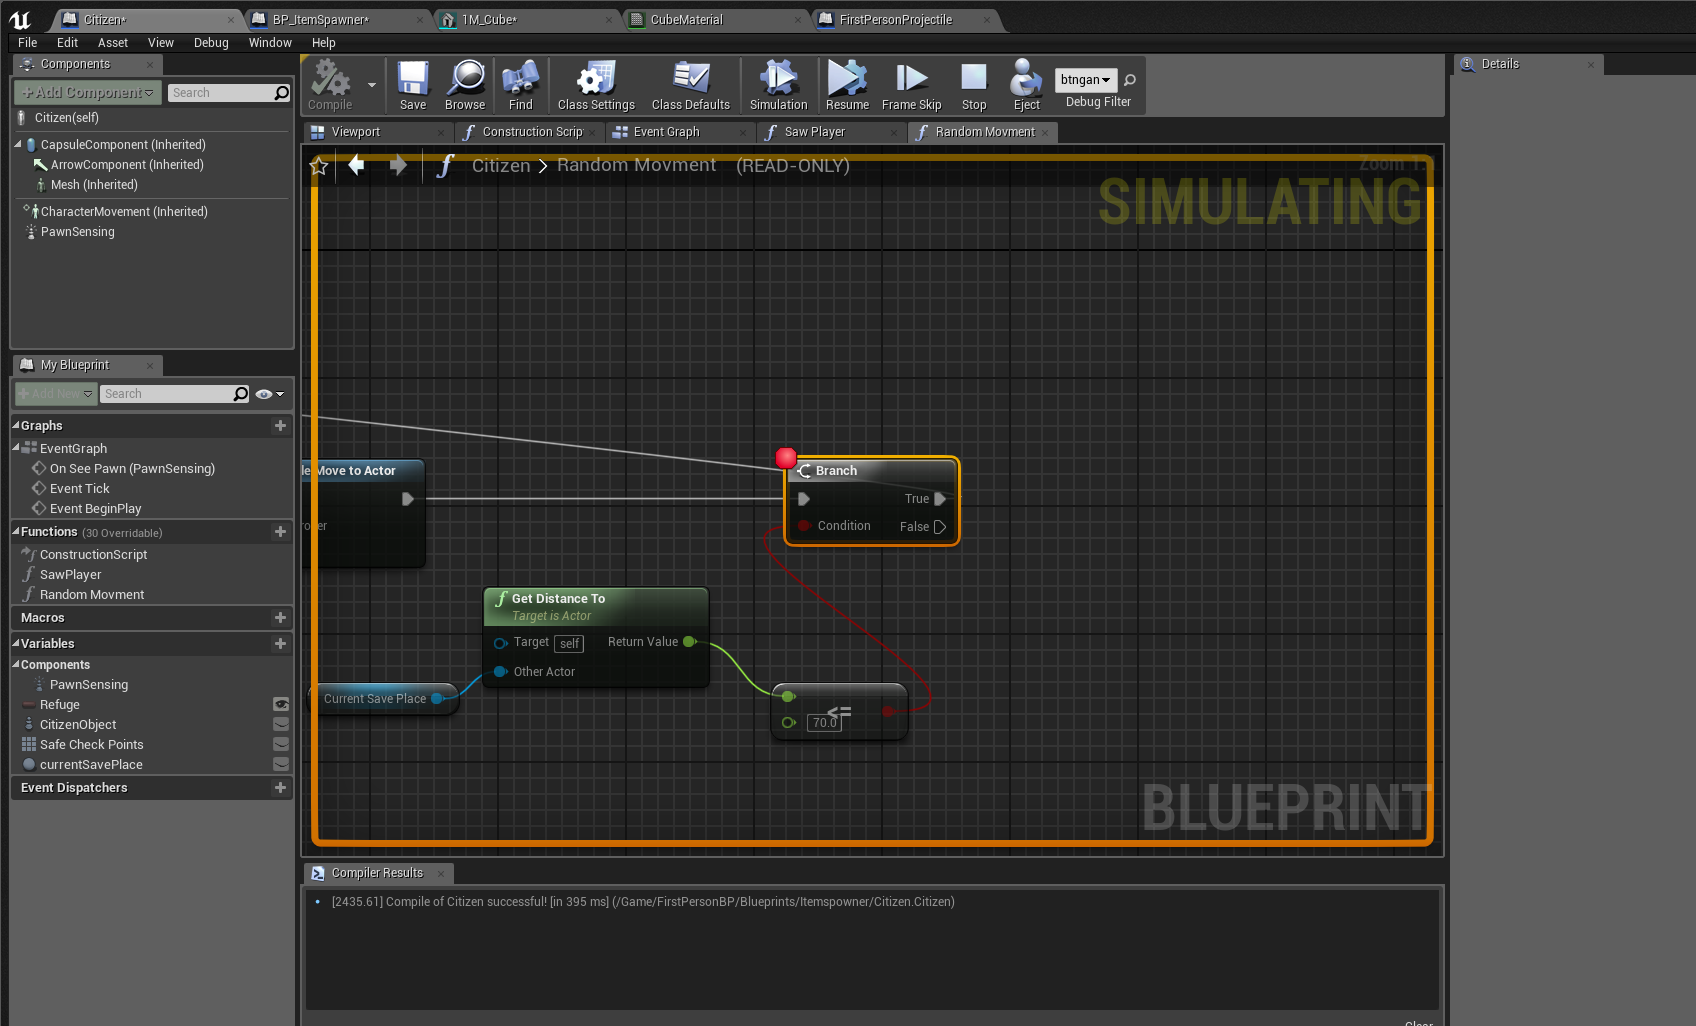 Citizen*
BP_ItemSpawner*
1M_Cube*
CubeMaterial
FirstPersonProjectile
File Edit Asset View Debug Window Help
Components
+Add Component
Search
Citizen(self)
CapsuleComponent (Inherited)
ArrowComponent (Inherited)
Mesh (Inherited)
CharacterMovement (Inherited)
PawnSensing
Compile
Save
Browse
Find
Class Settings
Class Defaults
Simulation
Resume
Frame Skip
Stop
Eject
btngan
Debug Filter
Details
Viewport
Construction Scrip
Event Graph
Saw Player
Random Movment
Citizen > Random Movment (READ-ONLY)
Zoom 1:1
SIMULATING
My Blueprint
+ Add New
Search
Graphs
EventGraph
On See Pawn (PawnSensing)
Event Tick
Event BeginPlay
Functions (30 Overridable)
ConstructionScript
SawPlayer
Random Movment
Macros
Variables
Components
PawnSensing
Refuge
CitizenObject
Safe Check Points
currentSavePlace
Event Dispatchers
le Move to Actor
roller
Branch
True
Condition
False
Get Distance To
Target is Actor
Target self
Return Value
Other Actor
Current Save Place
<=
70.0
BLUEPRINT
Compiler Results
[2435.61] Compile of Citizen successful! [in 395 ms] (/Game/FirstPersonBP/Blueprints/Itemspowner/Citizen.Citizen)
Clear